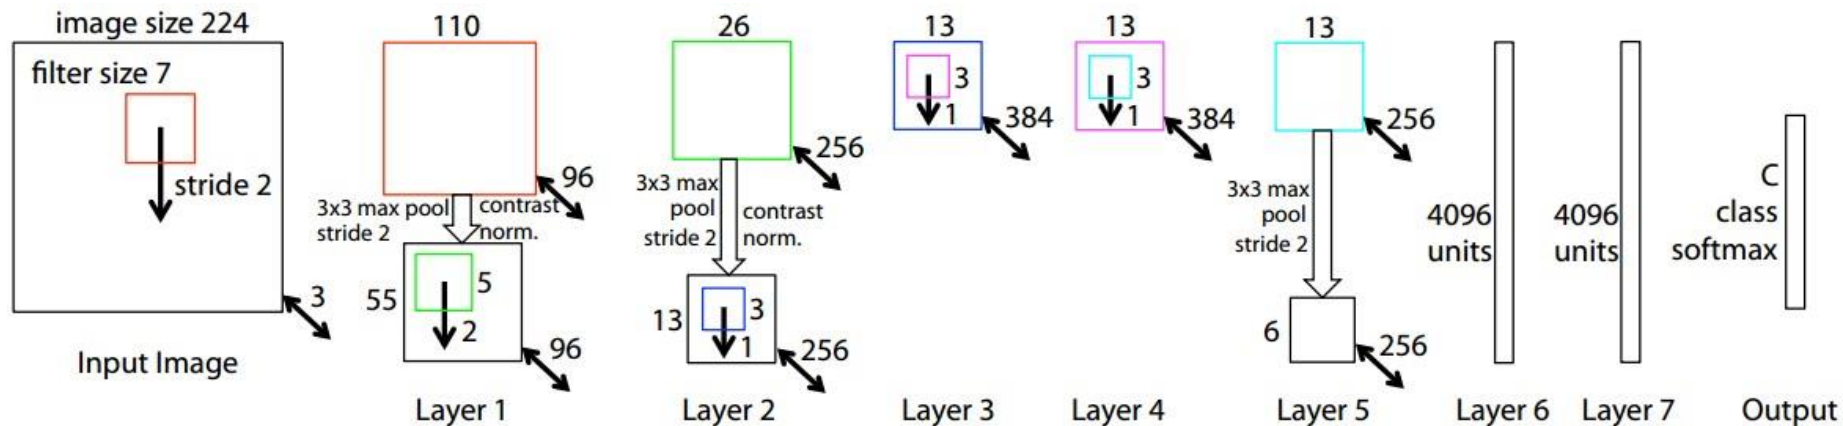 image size 224
filter size 7
stride 2
3
Input Image
110
96
3x3 max pool
stride 2
contrast
norm.
55
5
2
96
Layer 1
26
256
3x3 max
pool
stride 2
contrast
norm.
13
3
1
256
Layer 2
13
3
1
384
Layer 3
13
3
1
384
Layer 4
13
256
3x3 max
pool
stride 2
6
256
Layer 5
4096
units
Layer 6
4096
units
Layer 7
C
class
softmax
Output